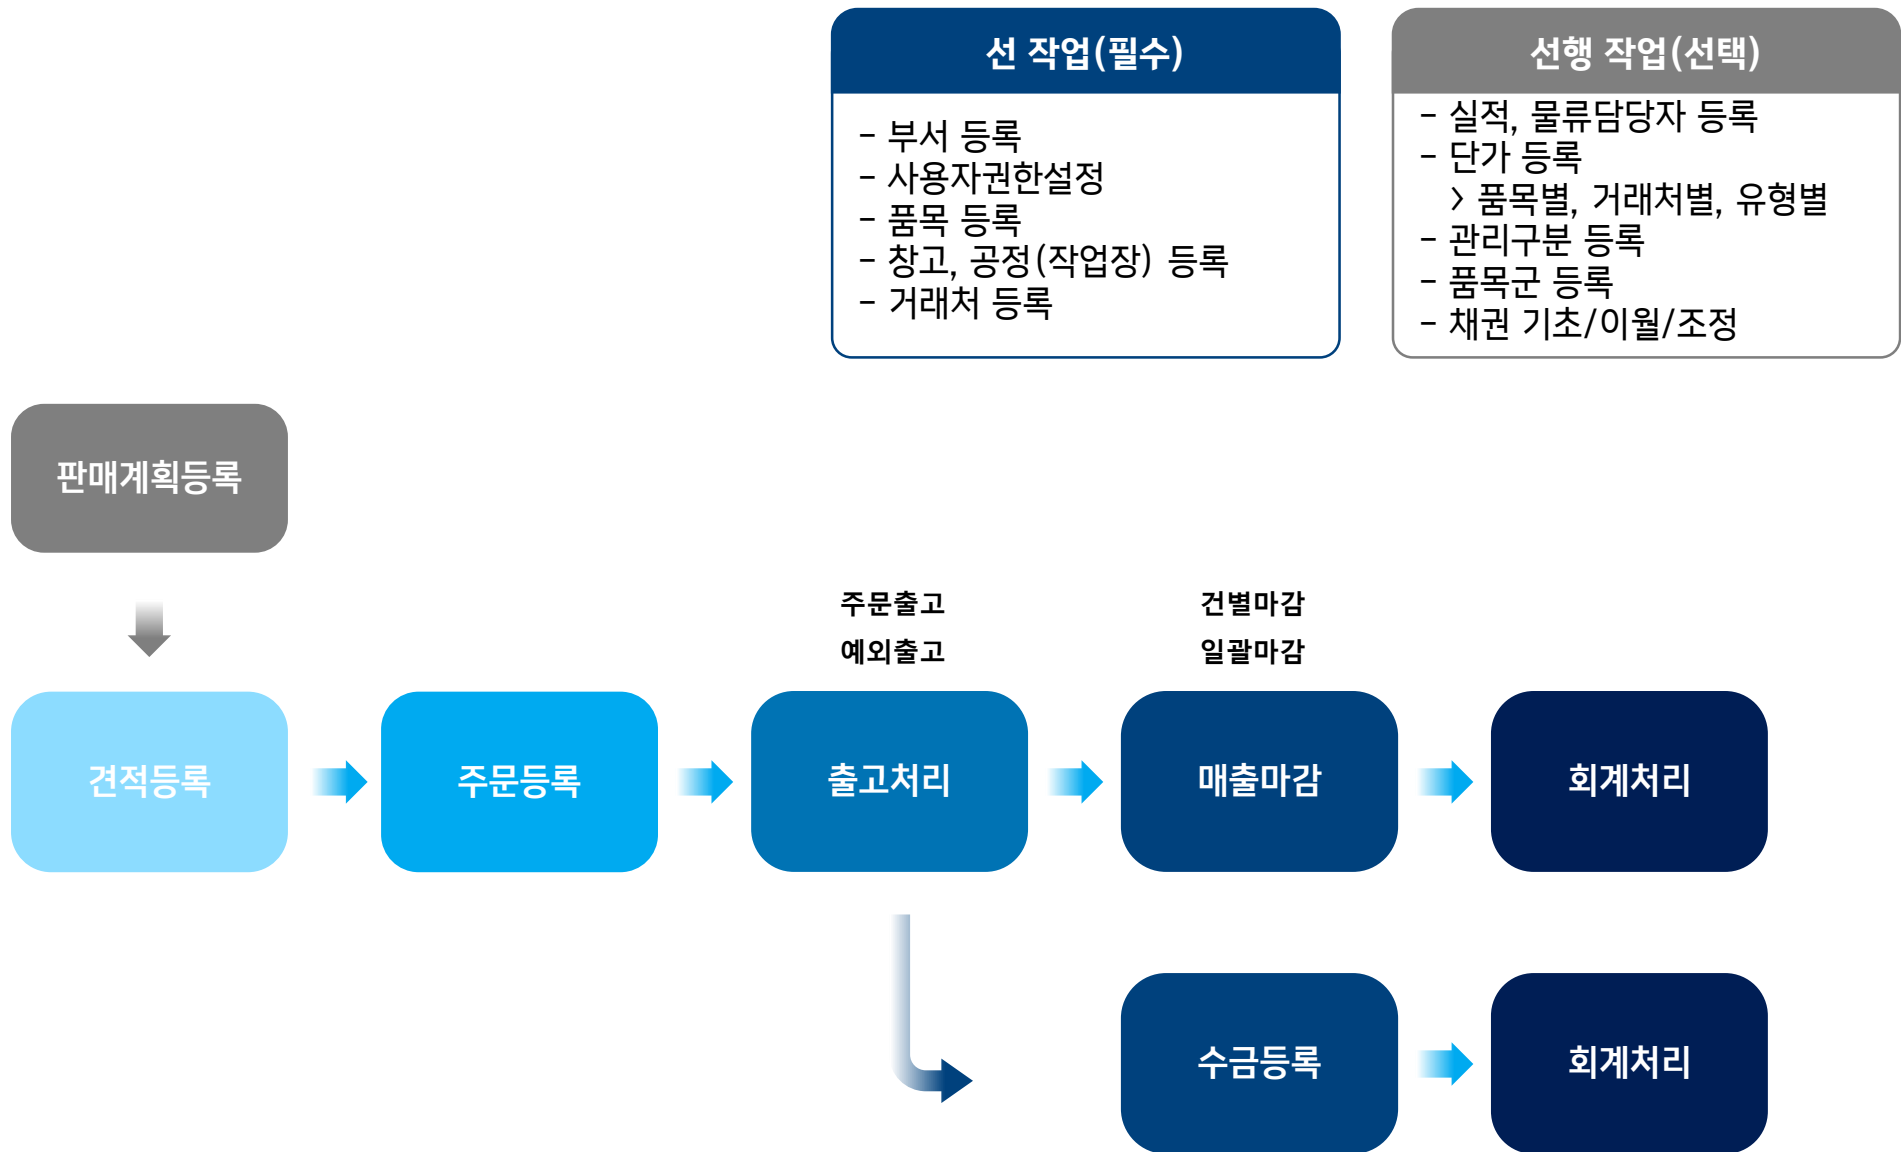 선 작업(필수)
- 부서 등록
- 사용자권한설정
- 품목 등록
- 창고, 공정(작업장) 등록
- 거래처 등록
선행 작업(선택)
- 실적, 물류담당자 등록
- 단가 등록
> 품목별, 거래처별, 유형별
- 관리구분 등록
- 품목군 등록
- 채권 기초/이월/조정
판매계획등록
주문출고
예외출고
건별마감
일괄마감
견적등록
주문등록
출고처리
매출마감
회계처리
수금등록
회계처리